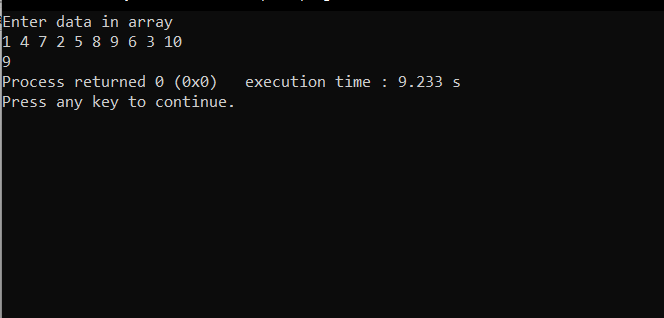 Enter data in array
1 4 7 2 5 8 9 6 3 10
9
Process returned 0 (0x0)   execution time : 9.233 s
Press any key to continue.